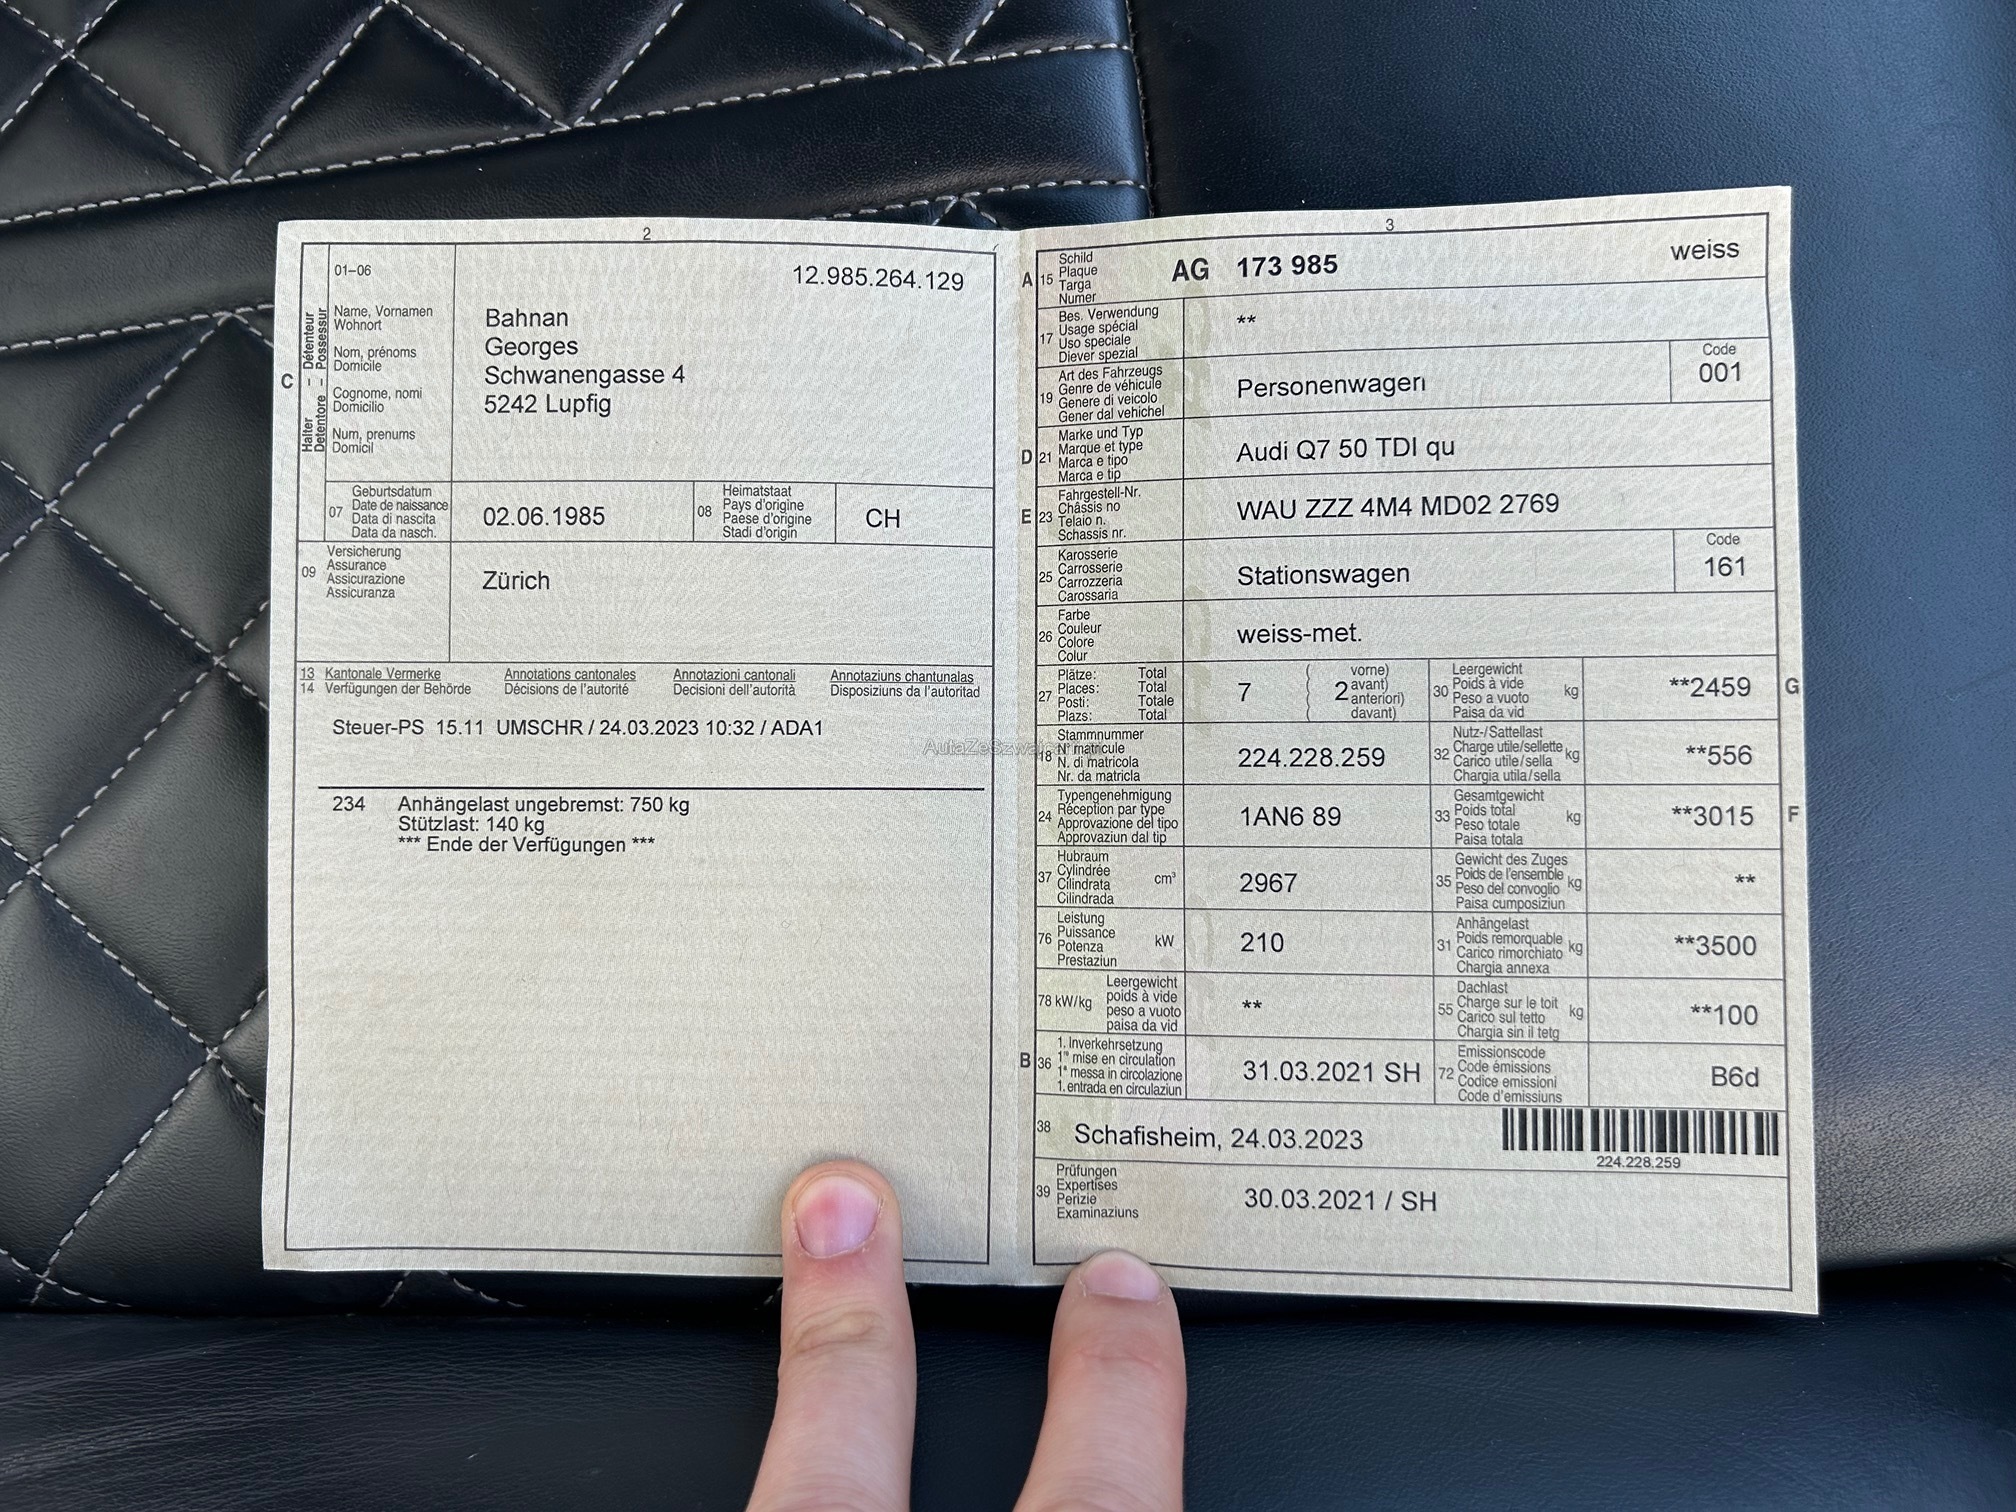 2
01–06
12.985.264.129
C
Halter – Détenteur
Detentore – Possessur
Name, Vornamen
Wohnort
Nom, prénoms
Domicile
Cognome, nomi
Domicilio
Num, prenums
Domicil
Bahnan
Georges
Schwanengasse 4
5242 Lupfig
07
Geburtsdatum
Date de naissance
Data di nascita
Data da nasch.
02.06.1985
08
Heimatstaat
Pays d'origine
Paese d'origine
Stadi d'origin
CH
09
Versicherung
Assurance
Assicurazione
Assicuranza
Zürich
13 Kantonale Vermerke Annotations cantonales Annotazioni cantonali Annotaziuns chantunalas
14 Verfügungen der Behörde Décisions de l'autorité Decisioni dell'autorità Disposiziuns da l'autoritad
Steuer-PS 15.11 UMSCHR / 24.03.2023 10:32 / ADA1
234 Anhängelast ungebremst: 750 kg
Stützlast: 140 kg
*** Ende der Verfügungen ***
3
A 15
Schild
Plaque
Targa
Numer
AG 173 985
weiss
17
Bes. Verwendung
Usage spécial
Uso speciale
Diever spezial
**
19
Art des Fahrzeugs
Genre de véhicule
Genere di veicolo
Gener dal vehichel
Personenwagen
Code
001
D 21
Marke und Typ
Marque et type
Marca e tipo
Marca e tip
Audi Q7 50 TDI qu
E 23
Fahrgestell-Nr.
Châssis no
Telaio n.
Schassis nr.
WAU ZZZ 4M4 MD02 2769
25
Karosserie
Carrosserie
Carrozzeria
Carossaria
Stationswagen
Code
161
26
Farbe
Couleur
Colore
Colur
weiss-met.
27
Plätze: Total
Places: Total
Posti: Totale
Plazs: Total
7
( 2 vorne)
avant)
anteriori)
davant)
30
Leergewicht
Poids à vide
Peso a vuoto
Paisa da vid
kg
**2459
G
18
Stammnummer
N° matricule
N. di matricola
Nr. da matricla
224.228.259
32
Nutz-/Sattellast
Charge utile/sellette
Carico utile/sella
Chargia utila/sella
kg
**556
24
Typengenehmigung
Réception par type
Approvazione del tipo
Approvaziun dal tip
1AN6 89
33
Gesamtgewicht
Poids total
Peso totale
Paisa totala
kg
**3015
F
37
Hubraum
Cylindrée
Cilindrata
Cilindrada
cm³
2967
35
Gewicht des Zuges
Poids de l'ensemble
Peso del convoglio
Paisa cumposiziun
kg
**
76
Leistung
Puissance
Potenza
Prestaziun
kW
210
31
Anhängelast
Poids remorquable
Carico rimorchiato
Chargia annexa
kg
**3500
78 kW/kg
Leergewicht
poids à vide
peso a vuoto
paisa da vid
**
55
Dachlast
Charge sur le toit
Carico sul tetto
Chargia sin il tetg
kg
**100
B 36
1. Inverkehrsetzung
1re mise en circulation
1a messa in circolazione
1. entrada en circulaziun
31.03.2021 SH
72
Emissionscode
Code émissions
Codice emissioni
Code d'emissiuns
B6d
38
Schafisheim, 24.03.2023
224.228.259
39
Prüfungen
Expertises
Perizie
Examinaziuns
30.03.2021 / SH